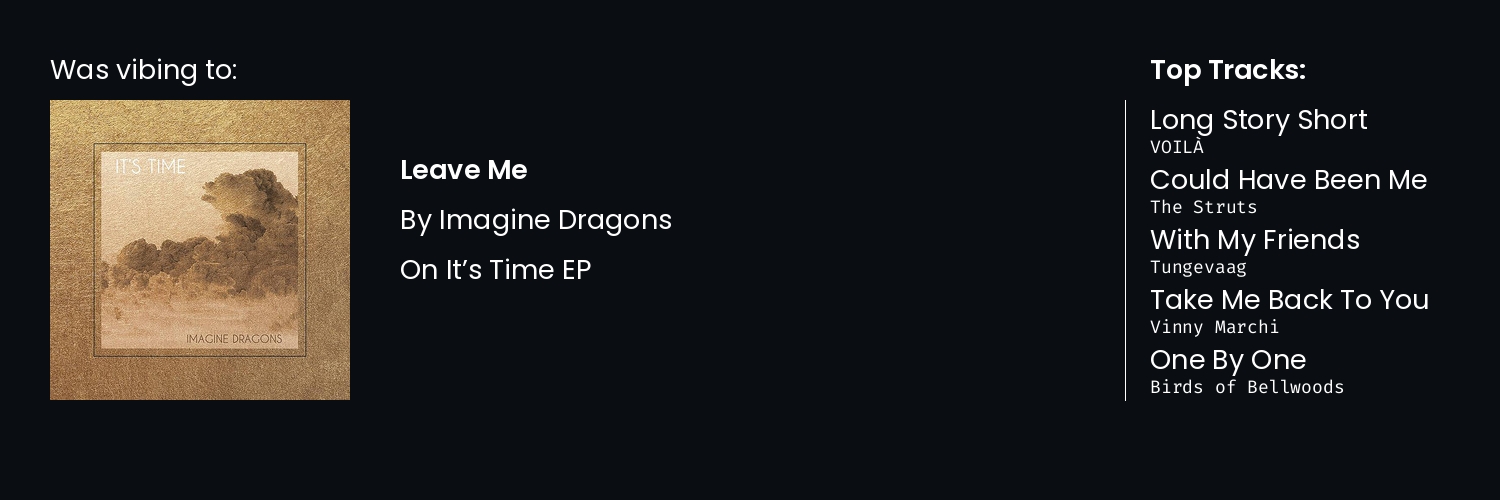 Was vibing to:
IT'S TIME
IMAGINE DRAGONS
Leave Me
By Imagine Dragons
On It’s Time EP
Top Tracks:
Long Story Short
VOILÀ
Could Have Been Me
The Struts
With My Friends
Tungevaag
Take Me Back To You
Vinny Marchi
One By One
Birds of Bellwoods